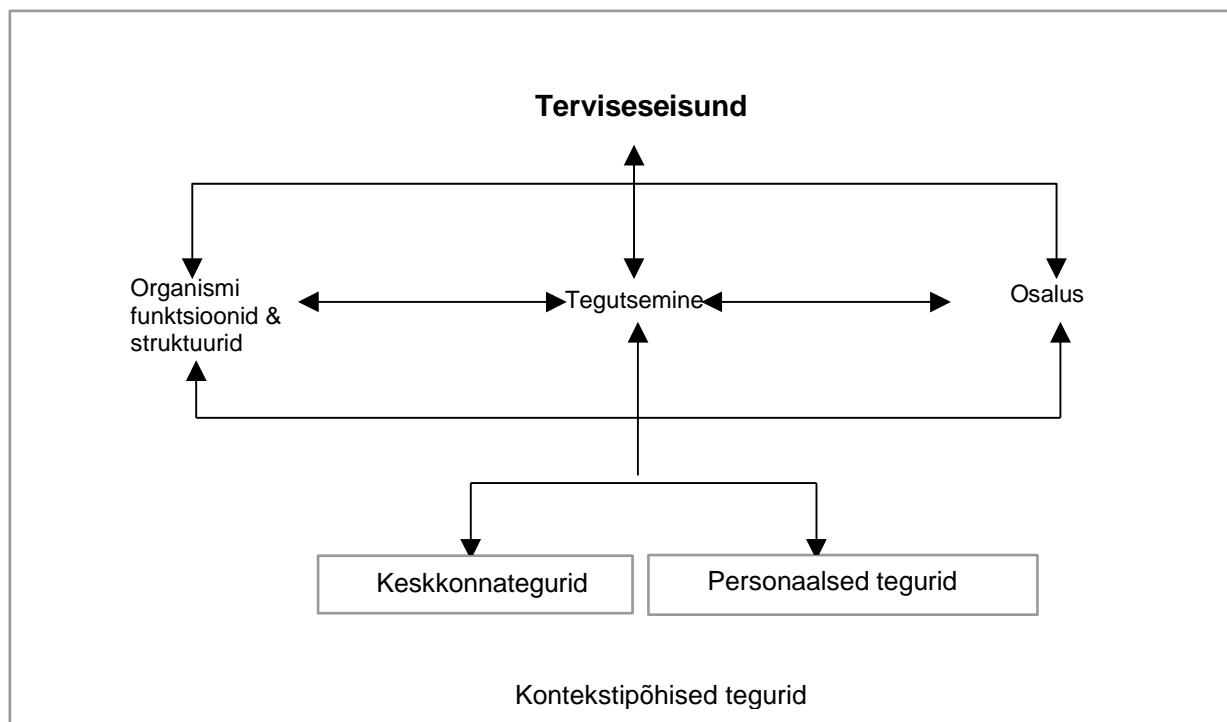 Terviseseisund
Organismi
funktsioonid &
struktuurid
Tegutsemine
Osalus
Keskkonnategurid
Personaalsed tegurid
Kontekstipõhised tegurid